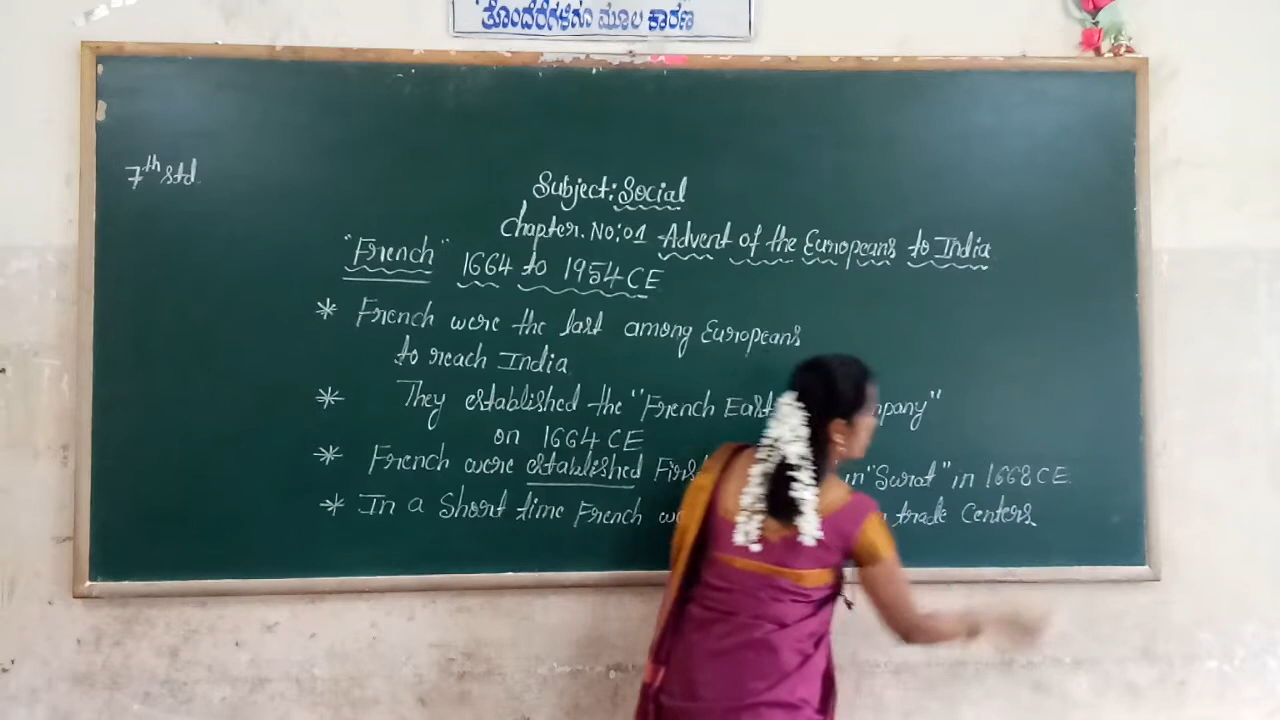 ತೊಂದರೆಗಳಿಗೂ ಮೂಲ ಕಾರಣ
7th std.
Subject: Social
Chapter. No:01 Advent of the Europeans to India
"French" 1664 to 1954 CE
* French were the last among Europeans
to reach India
* They established the "French East
on 1664 CE
* French were established in "Surat" in 1668 CE.
* In a Short time French trade Centers.